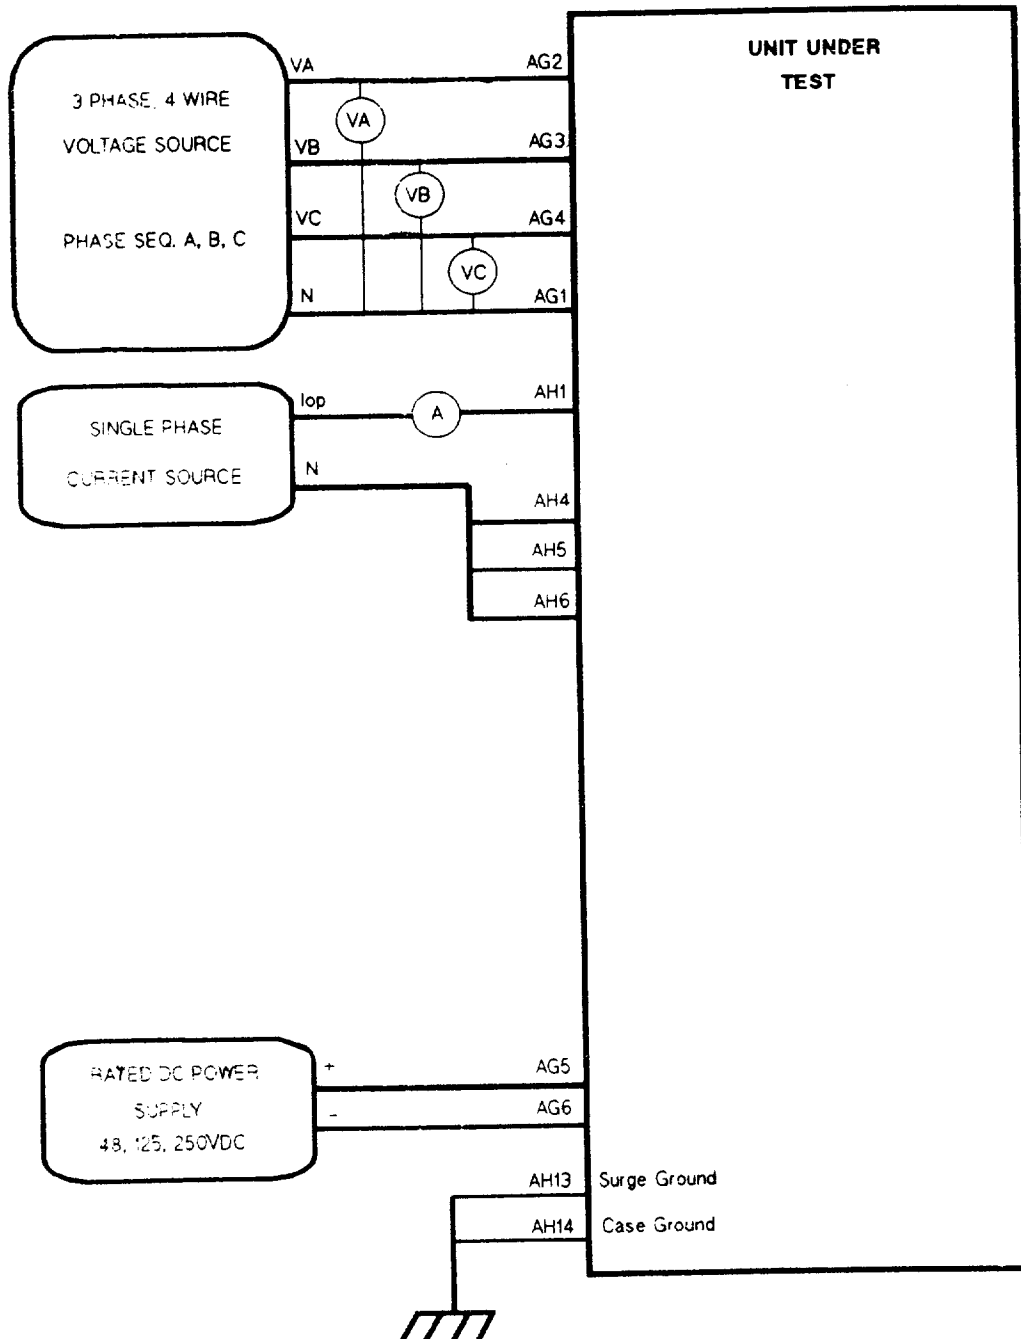 UNIT UNDER
TEST
3 PHASE, 4 WIRE
VOLTAGE SOURCE
PHASE SEQ. A, B, C
VA
AG2
VA
VB
AG3
VB
VC
AG4
VC
N
AG1
SINGLE PHASE
CURRENT SOURCE
Iop
A
AH1
N
AH4
AH5
AH6
RATED DC POWER
SUPPLY
48, 125, 250VDC
+
AG5
-
AG6
AH13
Surge Ground
AH14
Case Ground